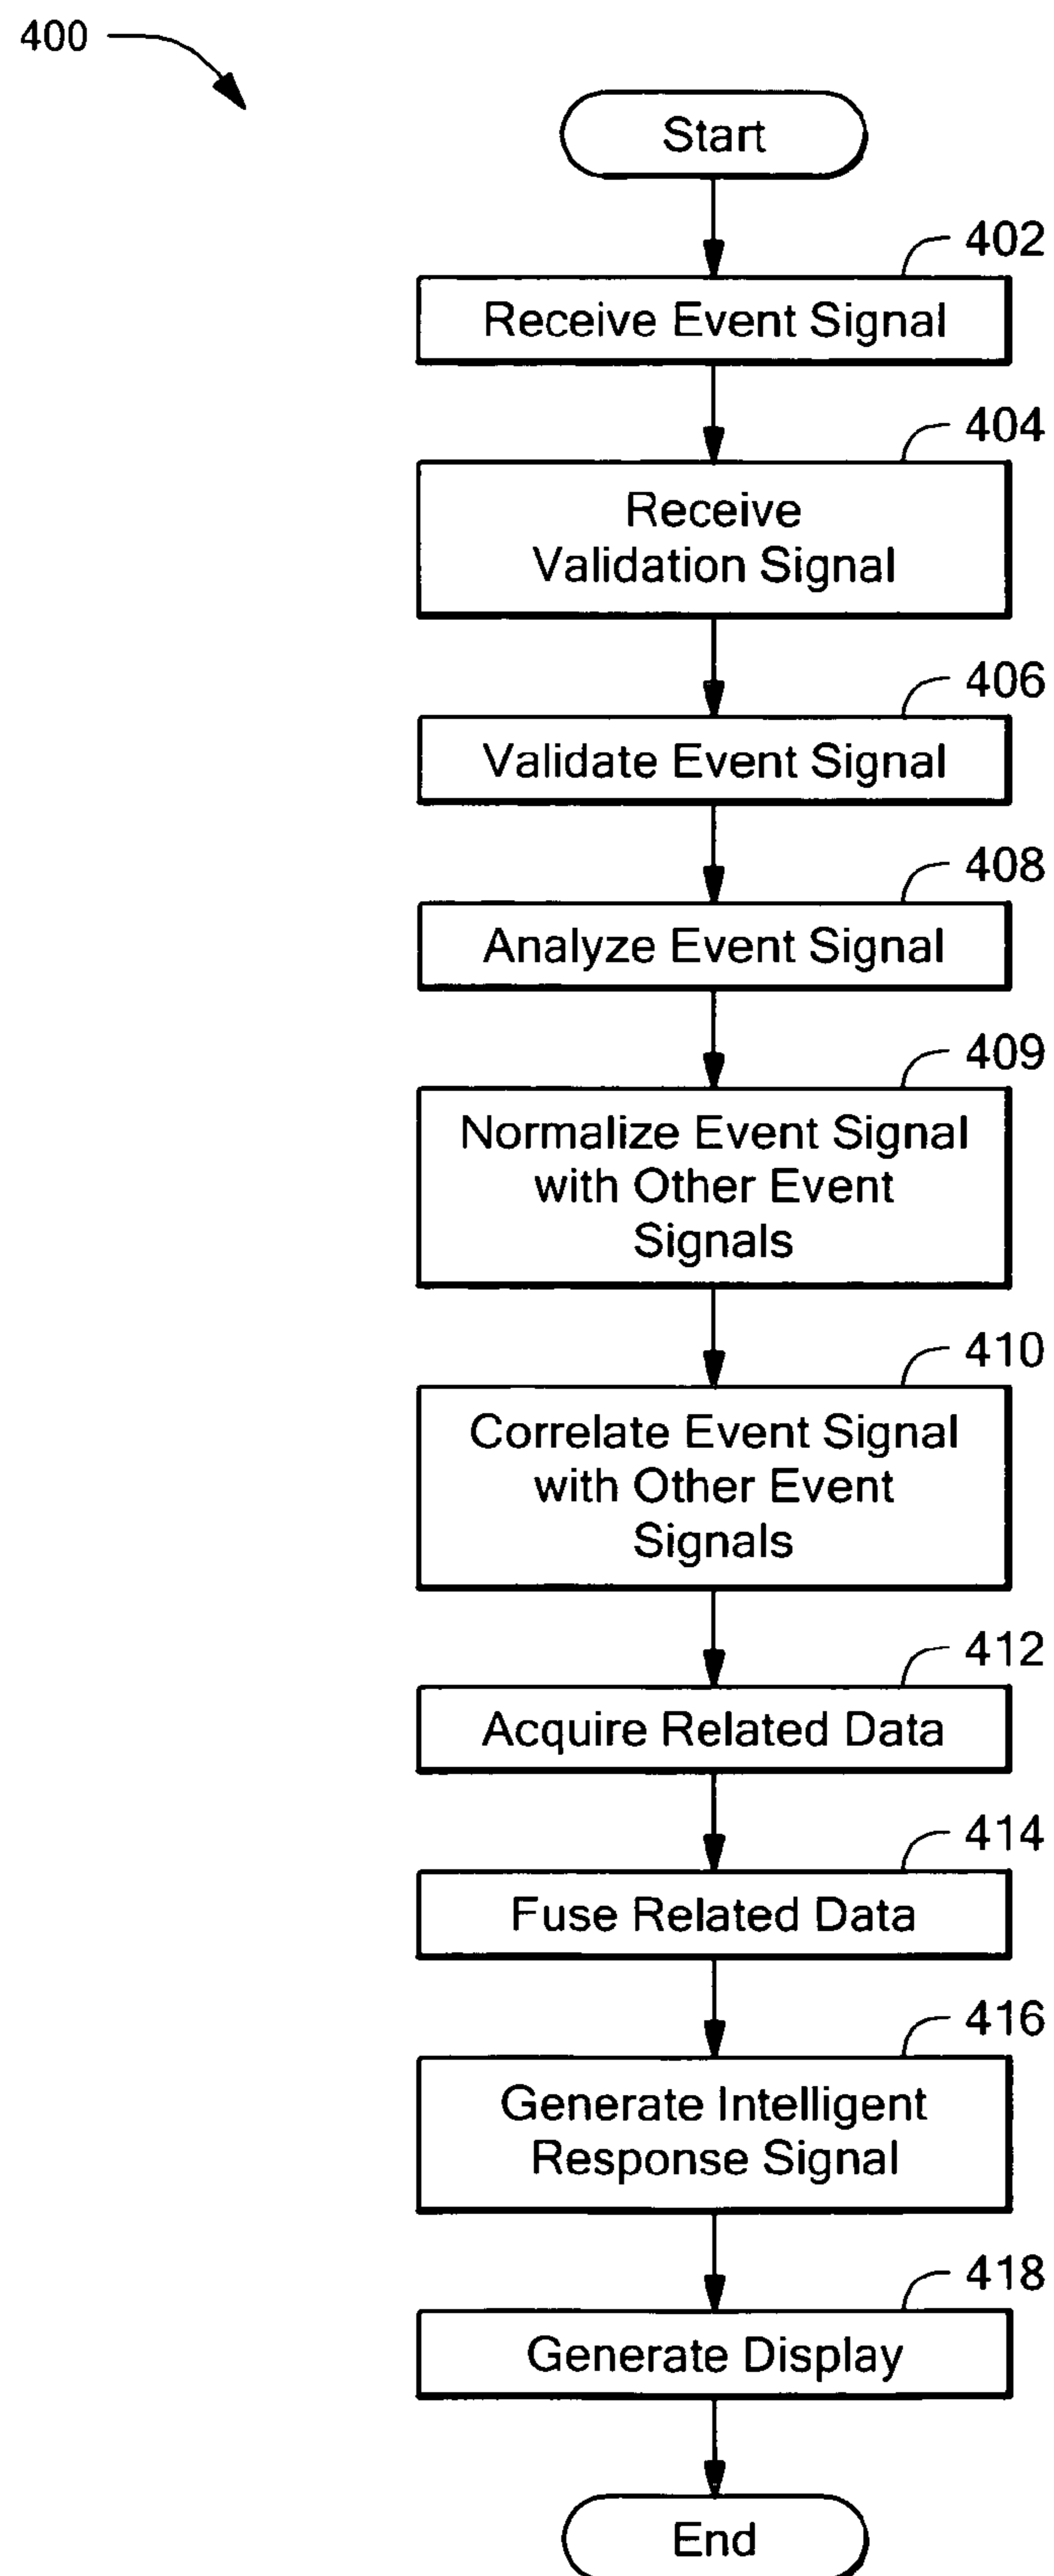 400
Start
402
Receive Event Signal
404
Receive
Validation Signal
406
Validate Event Signal
408
Analyze Event Signal
409
Normalize Event Signal
with Other Event
Signals
410
Correlate Event Signal
with Other Event
Signals
412
Acquire Related Data
414
Fuse Related Data
416
Generate Intelligent
Response Signal
418
Generate Display
End